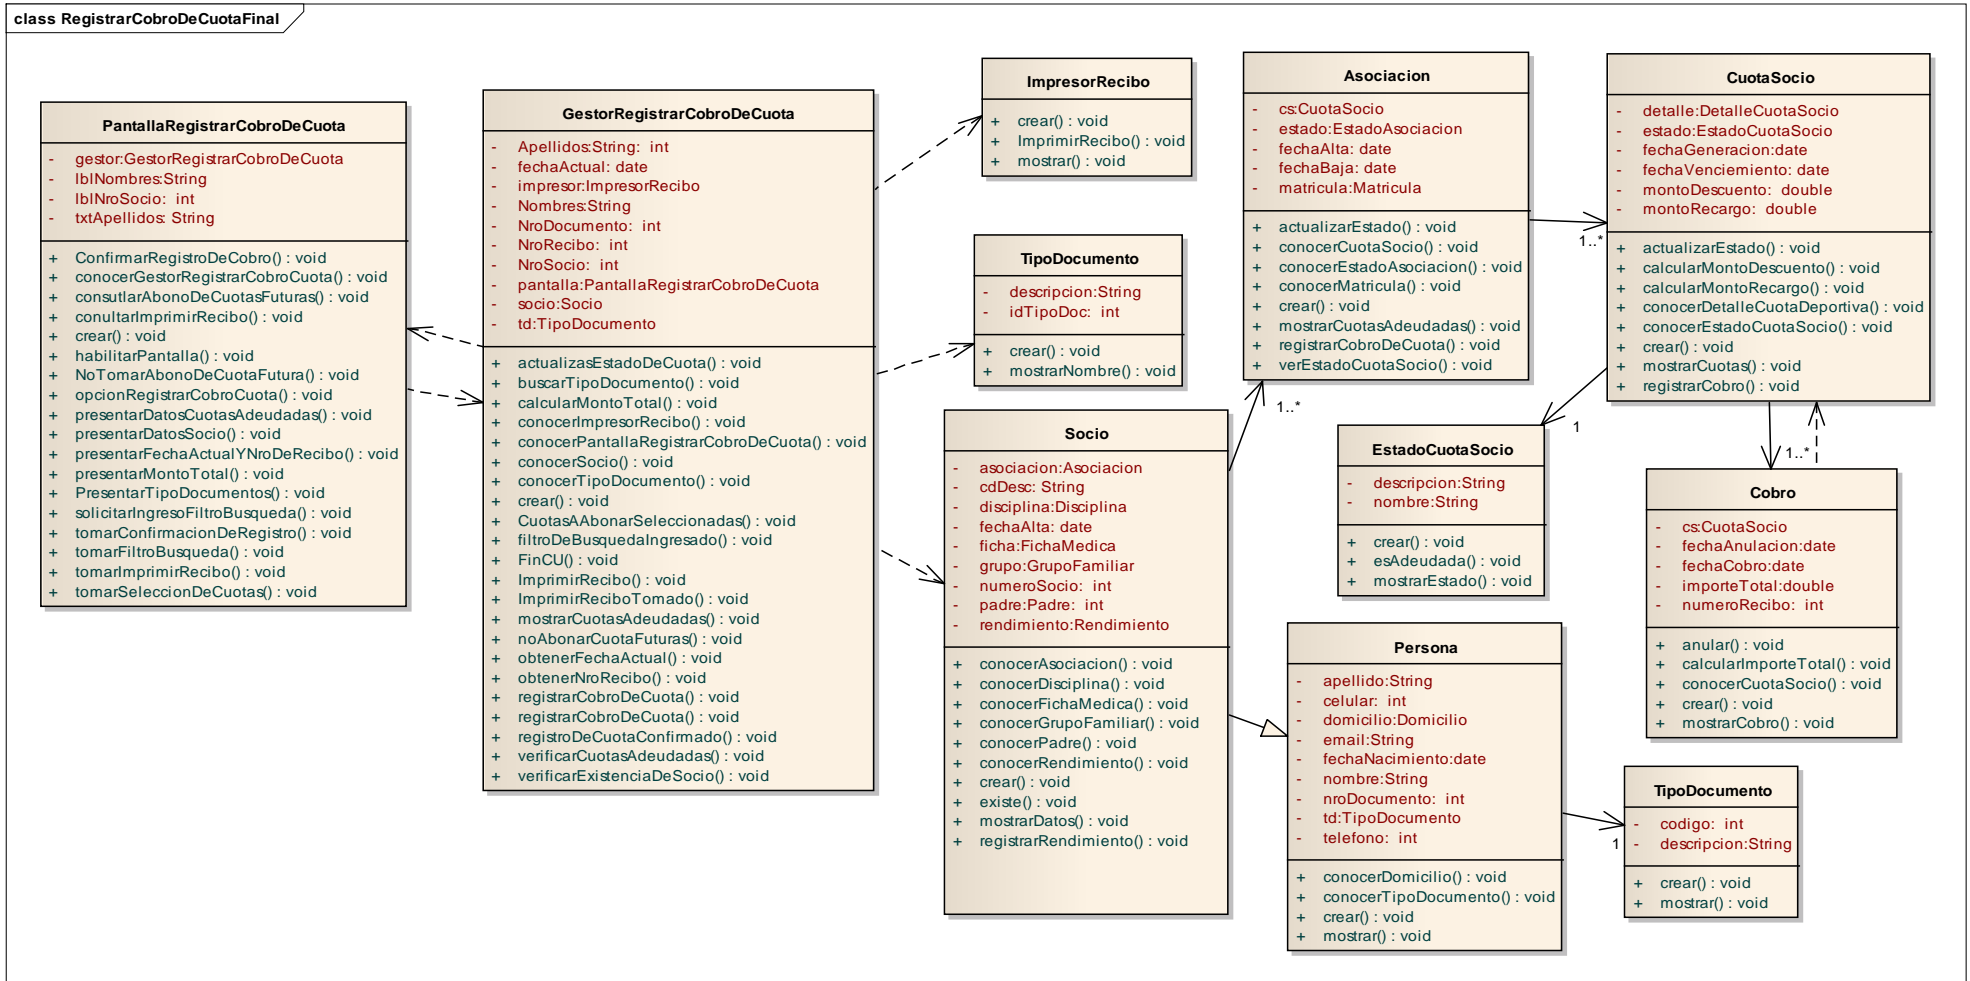 class RegistrarCobroDeCuotaFinal
PantallaRegistrarCobroDeCuota
- gestor:GestorRegistrarCobroDeCuota
- lblNombres:String
- lblNroSocio: int
- txtApellidos: String
+ ConfirmarRegistroDeCobro() : void
+ conocerGestorRegistrarCobroCuota() : void
+ consutlarAbonoDeCuotasFuturas() : void
+ conultarImprimirRecibo() : void
+ crear() : void
+ habilitarPantalla() : void
+ NoTomarAbonoDeCuotaFutura() : void
+ opcionRegistrarCobroCuota() : void
+ presentarDatosCuotasAdeudadas() : void
+ presentarDatosSocio() : void
+ presentarFechaActualYNroDeRecibo() : void
+ presentarMontoTotal() : void
+ PresentarTipoDocumentos() : void
+ solicitarIngresoFiltroBusqueda() : void
+ tomarConfirmacionDeRegistro() : void
+ tomarFiltroBusqueda() : void
+ tomarImprimirRecibo() : void
+ tomarSeleccionDeCuotas() : void
GestorRegistrarCobroDeCuota
- Apellidos:String: int
- fechaActual: date
- impresor:ImpresorRecibo
- Nombres:String
- NroDocumento: int
- NroRecibo: int
- NroSocio: int
- pantalla:PantallaRegistrarCobroDeCuota
- socio:Socio
- td:TipoDocumento
+ actualizasEstadoDeCuota() : void
+ buscarTipoDocumento() : void
+ calcularMontoTotal() : void
+ conocerImpresorRecibo() : void
+ conocerPantallaRegistrarCobroDeCuota() : void
+ conocerSocio() : void
+ conocerTipoDocumento() : void
+ crear() : void
+ CuotasAAbonarSeleccionadas() : void
+ filtroDeBusquedaIngresado() : void
+ FinCU() : void
+ ImprimirRecibo() : void
+ ImprimirReciboTomado() : void
+ mostrarCuotasAdeudadas() : void
+ noAbonarCuotaFuturas() : void
+ obtenerFechaActual() : void
+ obtenerNroRecibo() : void
+ registrarCobroDeCuota() : void
+ registrarCobroDeCuota() : void
+ registroDeCuotaConfirmado() : void
+ verificarCuotasAdeudadas() : void
+ verificarExistenciaDeSocio() : void
ImpresorRecibo
+ crear() : void
+ ImprimirRecibo() : void
+ mostrar() : void
TipoDocumento
- descripcion:String
- idTipoDoc: int
+ crear() : void
+ mostrarNombre() : void
Socio
- asociacion:Asociacion
- cdDesc: String
- disciplina:Disciplina
- fechaAlta: date
- ficha:FichaMedica
- grupo:GrupoFamiliar
- numeroSocio: int
- padre:Padre: int
- rendimiento:Rendimiento
+ conocerAsociacion() : void
+ conocerDisciplina() : void
+ conocerFichaMedica() : void
+ conocerGrupoFamiliar() : void
+ conocerPadre() : void
+ conocerRendimiento() : void
+ crear() : void
+ existe() : void
+ mostrarDatos() : void
+ registrarRendimiento() : void
Asociacion
- cs:CuotaSocio
- estado:EstadoAsociacion
- fechaAlta: date
- fechaBaja: date
- matricula:Matricula
+ actualizarEstado() : void
+ conocerCuotaSocio() : void
+ conocerEstadoAsociacion() : void
+ conocerMatricula() : void
+ crear() : void
+ mostrarCuotasAdeudadas() : void
+ registrarCobroDeCuota() : void
+ verEstadoCuotaSocio() : void
1..*
1..*
CuotaSocio
- detalle:DetalleCuotaSocio
- estado:EstadoCuotaSocio
- fechaGeneracion:date
- fechaVenciemiento: date
- montoDescuento: double
- montoRecargo: double
+ actualizarEstado() : void
+ calcularMontoDescuento() : void
+ calcularMontoRecargo() : void
+ conocerDetalleCuotaDeportiva() : void
+ conocerEstadoCuotaSocio() : void
+ crear() : void
+ mostrarCuotas() : void
+ registrarCobro() : void
1
1..*
EstadoCuotaSocio
- descripcion:String
- nombre:String
+ crear() : void
+ esAdeudada() : void
+ mostrarEstado() : void
Cobro
- cs:CuotaSocio
- fechaAnulacion:date
- fechaCobro:date
- importeTotal:double
- numeroRecibo: int
+ anular() : void
+ calcularImporteTotal() : void
+ conocerCuotaSocio() : void
+ crear() : void
+ mostrarCobro() : void
Persona
- apellido:String
- celular: int
- domicilio:Domicilio
- email:String
- fechaNacimiento:date
- nombre:String
- nroDocumento: int
- td:TipoDocumento
- telefono: int
+ conocerDomicilio() : void
+ conocerTipoDocumento() : void
+ crear() : void
+ mostrar() : void
1
TipoDocumento
- codigo: int
- descripcion:String
+ crear() : void
+ mostrar() : void